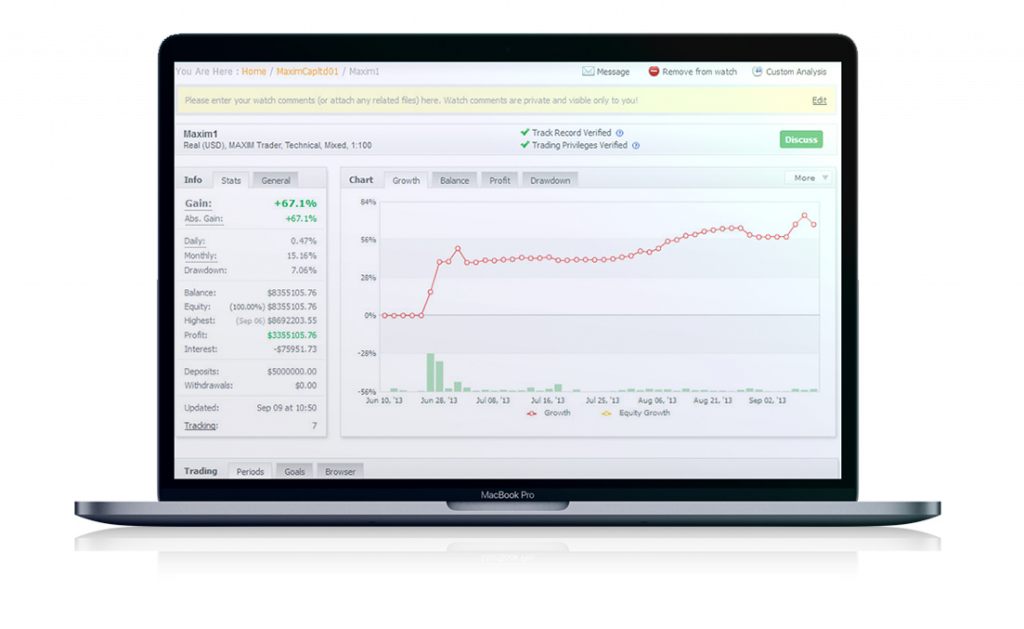 You Are Here : Home / MaximCapltd01 / Maxim1
Message Remove from watch Custom Analysis
Please enter your watch comments (or attach any related files) here. Watch comments are private and visible only to you!
Edit
Maxim1
Real (USD), MAXIM Trader, Technical, Mixed, 1:100
Track Record Verified
Trading Privileges Verified
Discuss
Info Stats General
Gain: +67.1%
Abs. Gain: +67.1%
Daily: 0.47%
Monthly: 15.16%
Drawdown: 7.06%
Balance: $8355105.76
Equity: (100.00%) $8355105.76
Highest: (Sep 06) $8692203.55
Profit: $3355105.76
Interest: -$75951.73
Deposits: $5000000.00
Withdrawals: $0.00
Updated: Sep 09 at 10:50
Tracking: 7
Chart Growth Balance Profit Drawdown
More
84%
56%
28%
0%
-28%
-56%
Jun 10, '13 Jun 28, '13 Jul 08, '13 Jul 16, '13 Jul 25, '13 Aug 06, '13 Aug 21, '13 Sep 02, '13
Growth Equity Growth
Trading Periods Goals Browser
MacBook Pro